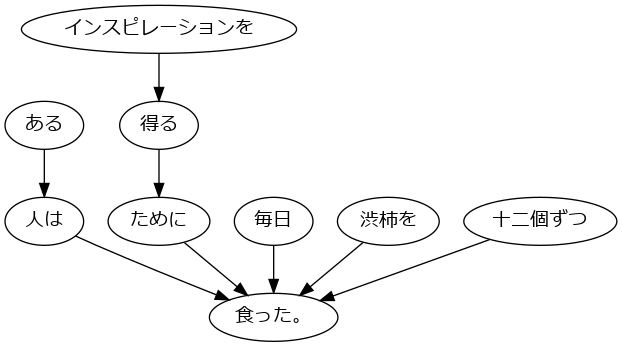 インスピレーションを
ある
得る
人は
ために
毎日
渋柿を
十二個ずつ
食った。